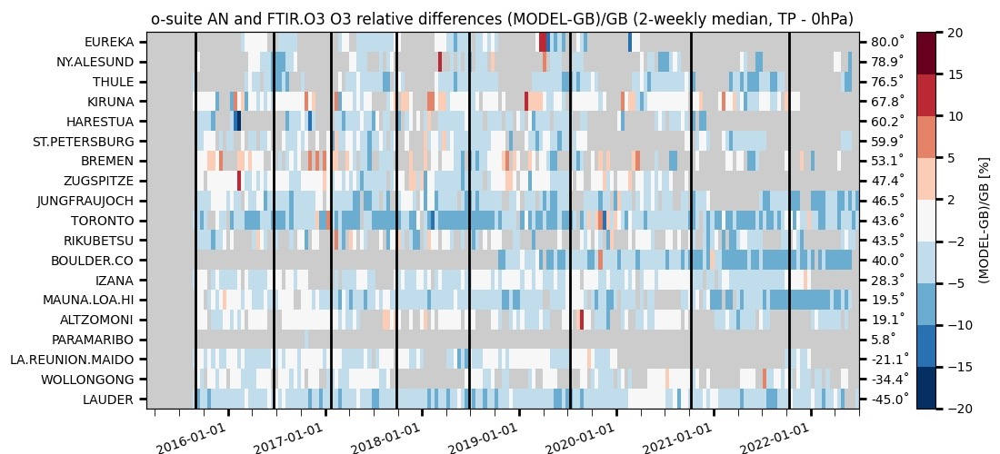 o-suite AN and FTIR.O3 O3 relative differences (MODEL-GB)/GB (2-weekly median, TP - 0hPa)
EUREKA 80.0˚
NY.ALESUND 78.9˚
THULE 76.5˚
KIRUNA 67.8˚
HARESTUA 60.2˚
ST.PETERSBURG 59.9˚
BREMEN 53.1˚
ZUGSPITZE 47.4˚
JUNGFRAUJOCH 46.5˚
TORONTO 43.6˚
RIKUBETSU 43.5˚
BOULDER.CO 40.0˚
IZANA 28.3˚
MAUNA.LOA.HI 19.5˚
ALTZOMONI 19.1˚
PARAMARIBO 5.8˚
LA.REUNION.MAIDO -21.1˚
WOLLONGONG -34.4˚
LAUDER -45.0˚
2016-01-01 2017-01-01 2018-01-01 2019-01-01 2020-01-01 2021-01-01 2022-01-01
20
15
10
5
2
−2
−5
−10
−15
−20
(MODEL-GB)/GB [%]